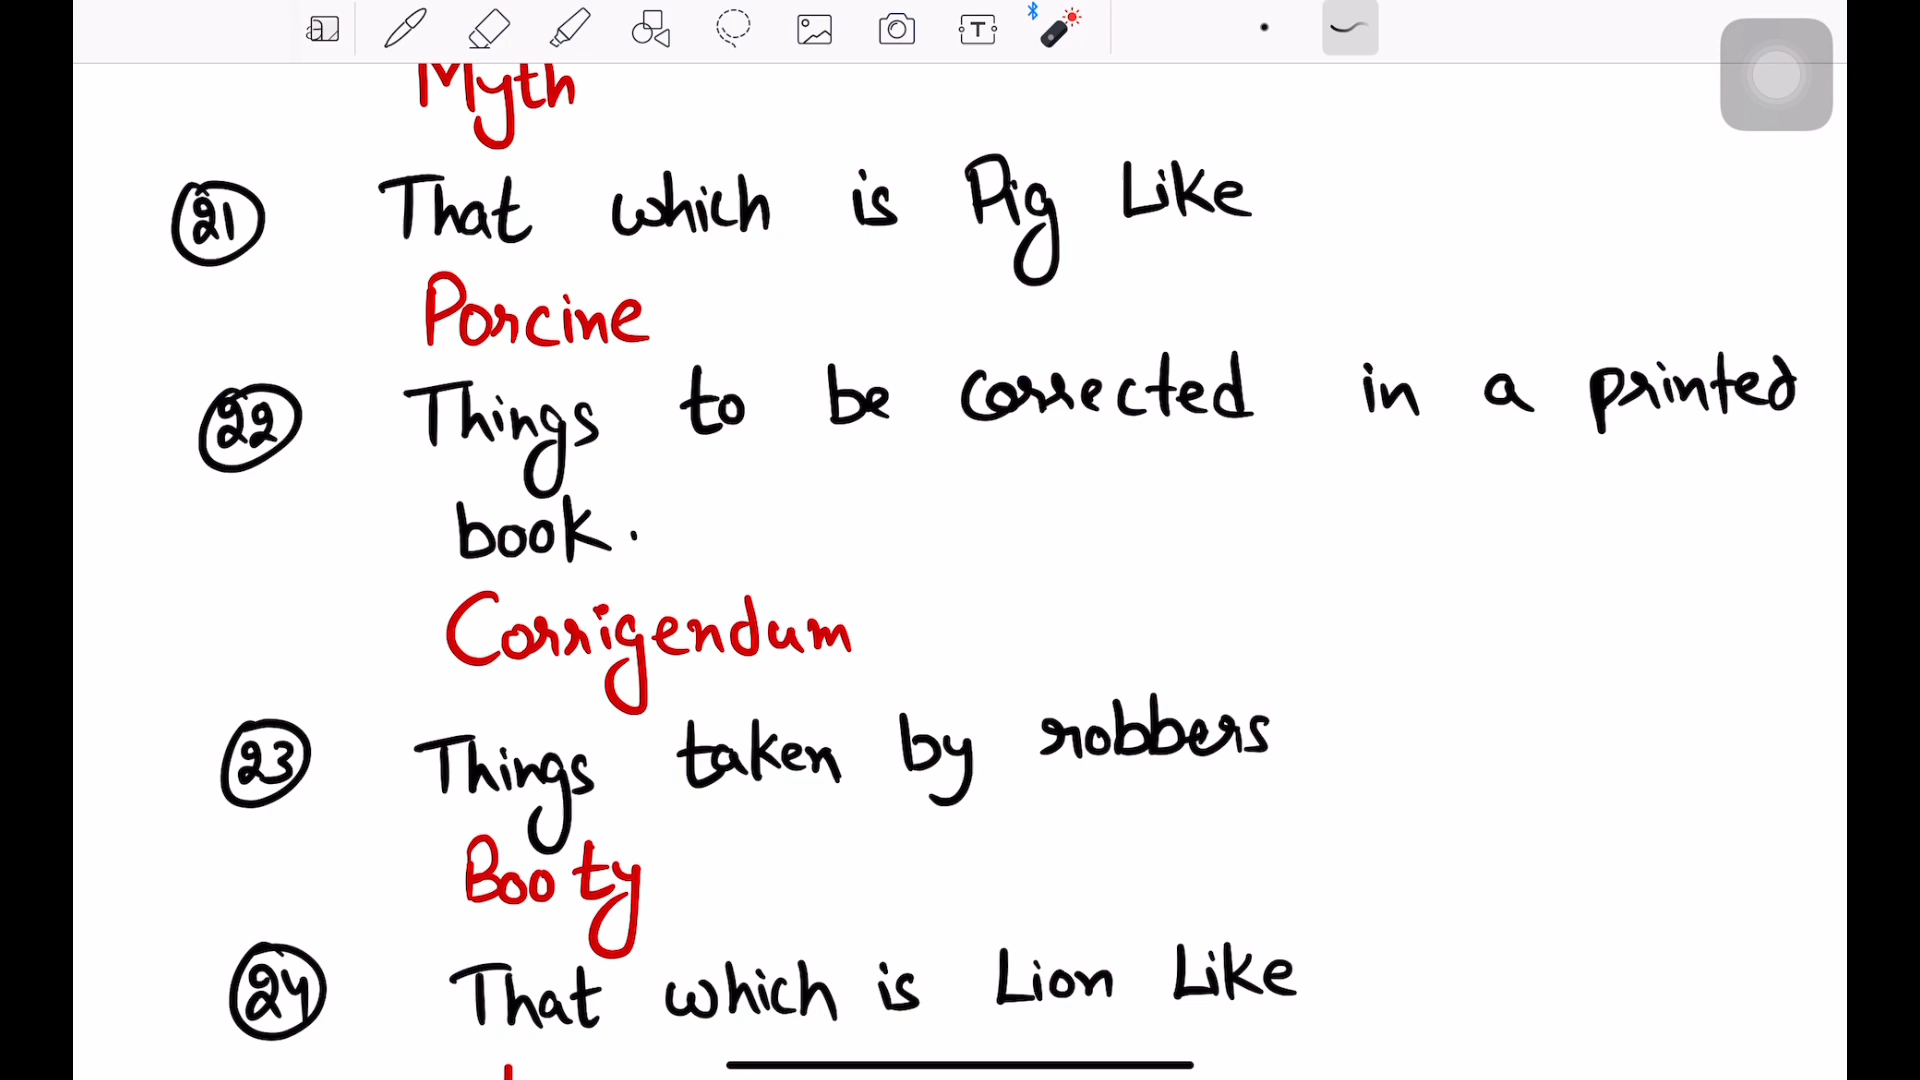 Myth
21 That which is Pig Like
Porcine
22 Things to be corrected in a printed
book.
Corrigendum
23 Things taken by robbers
Booty
24 That which is Lion Like